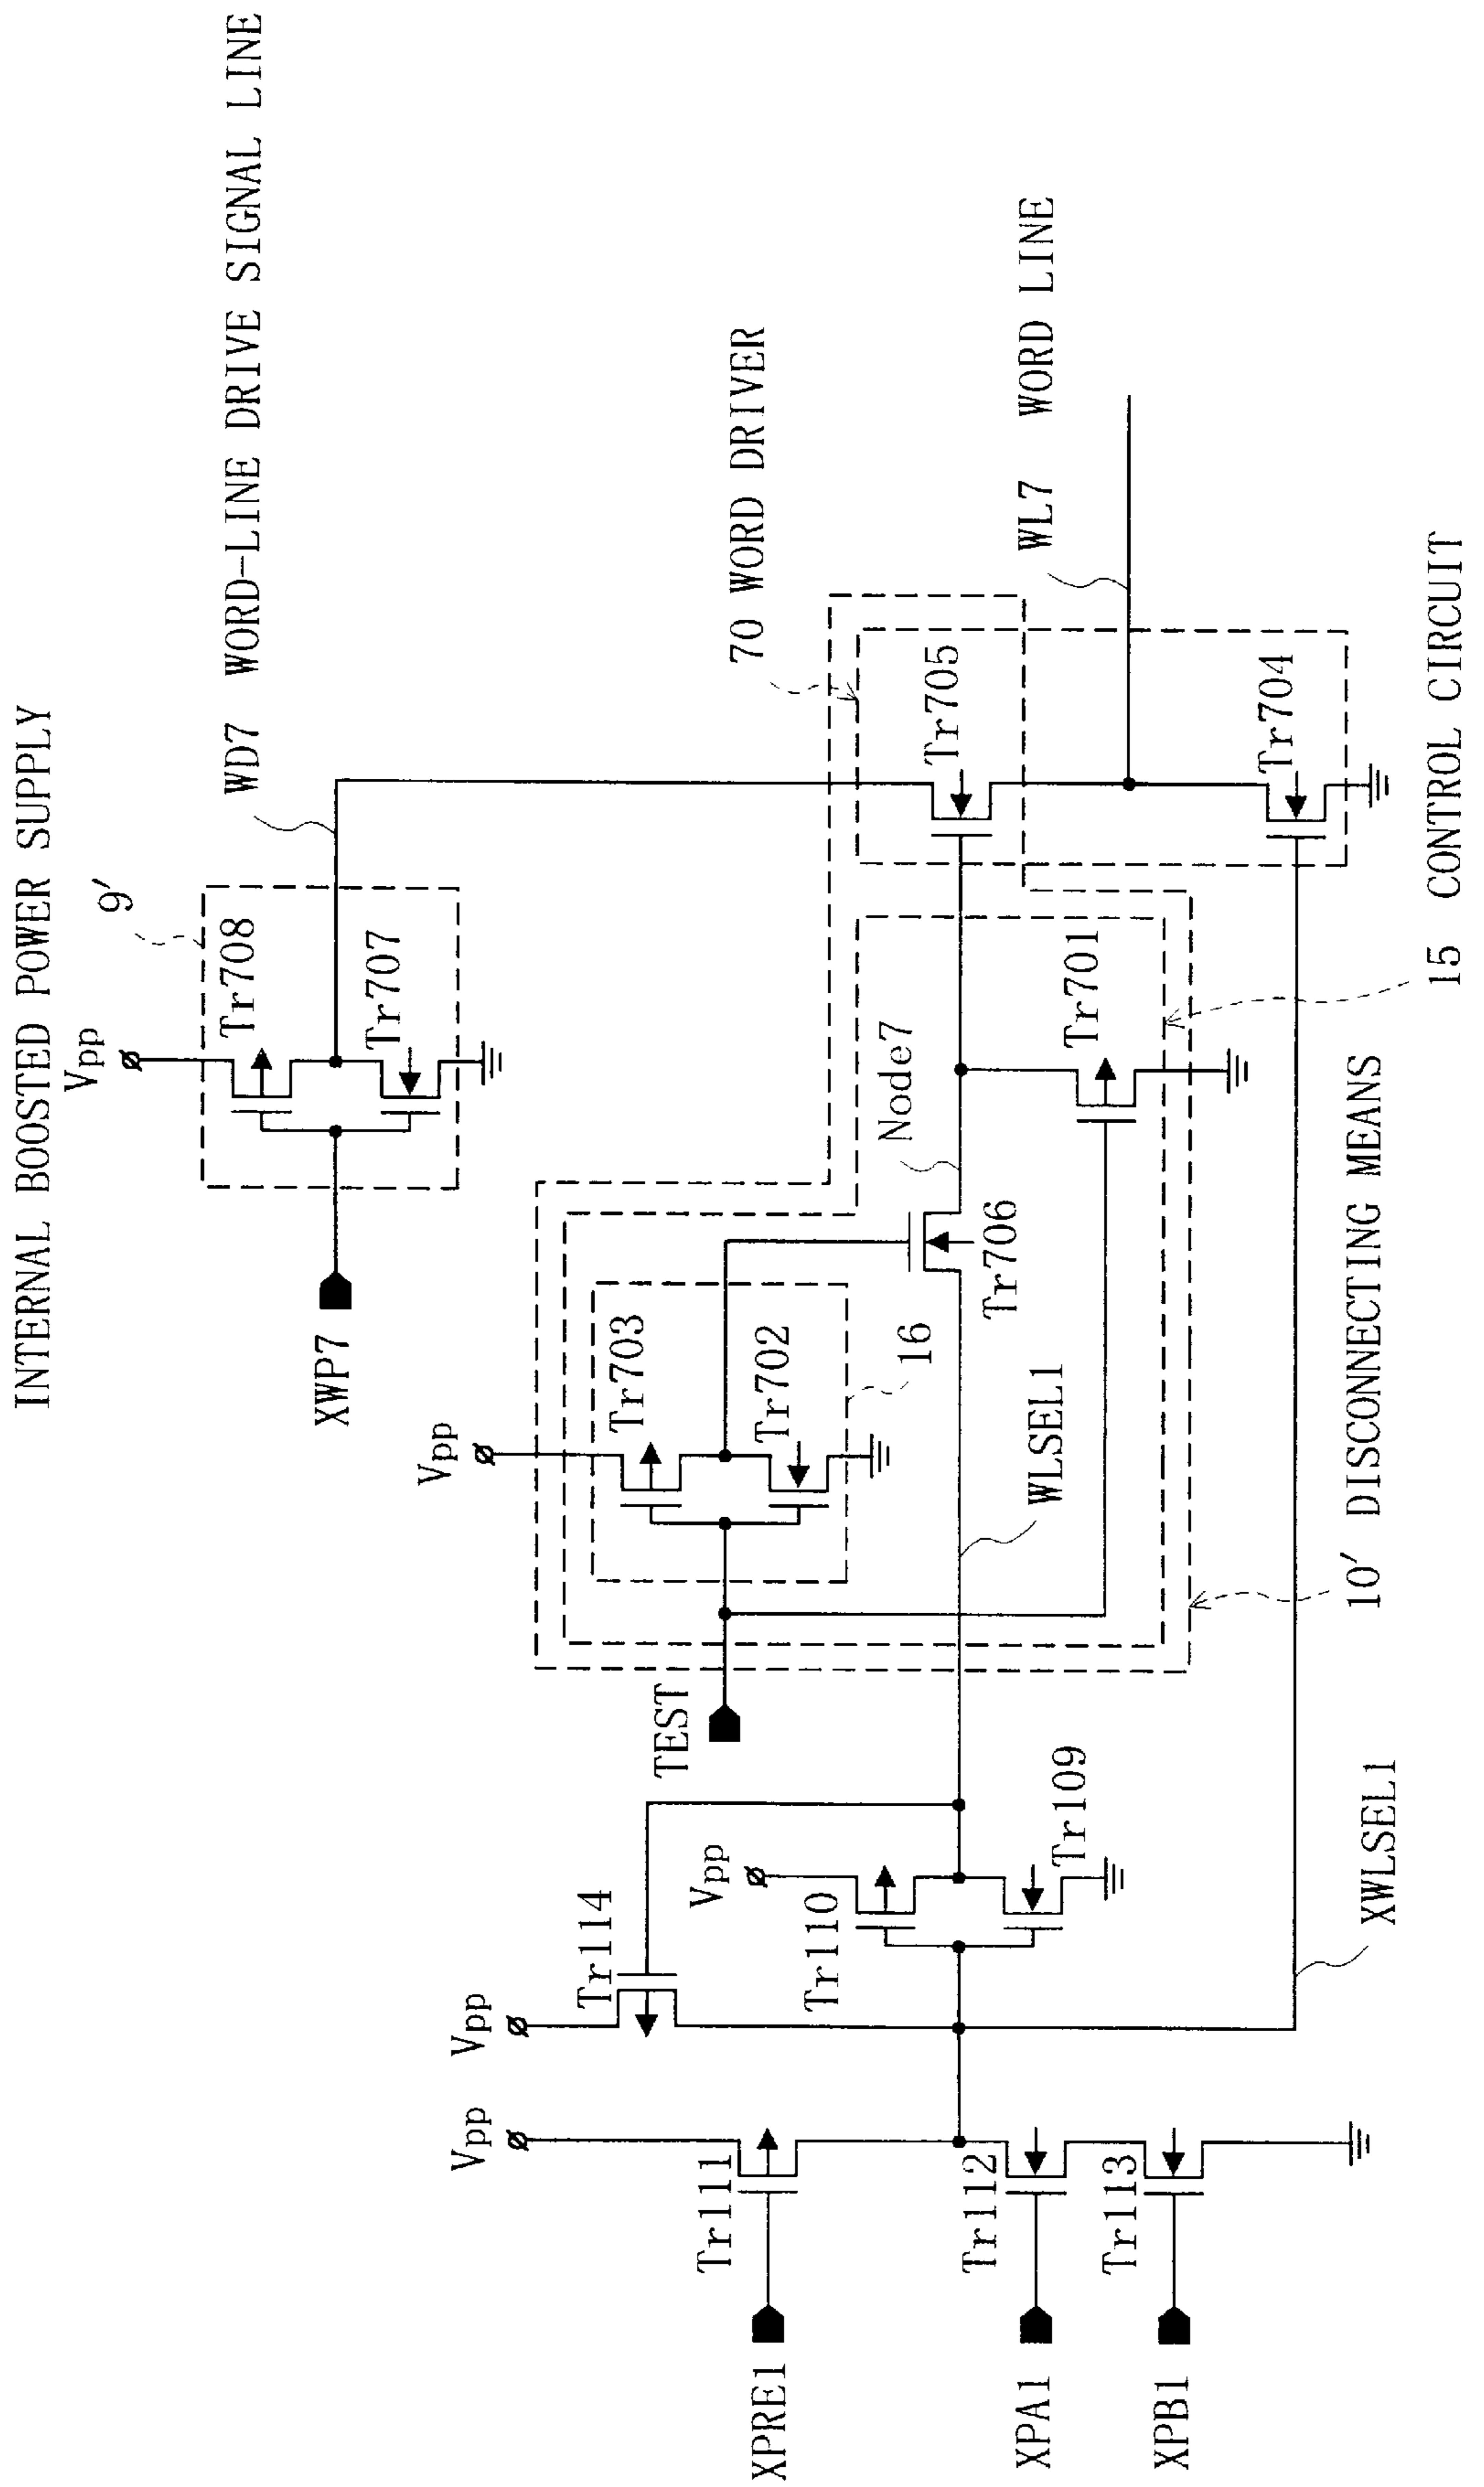 INTERNAL BOOSTED POWER SUPPLY
Vpp
9'
WD7 WORD-LINE DRIVE SIGNAL LINE
Tr708
Tr707
XWP7
Vpp
Tr703
Tr702
16
TEST
70 WORD DRIVER
Tr705
WL7 WORD LINE
Tr704
Node7
Tr706
Tr701
WLSEL1
15 CONTROL CIRCUIT
10' DISCONNECTING MEANS
Vpp
Vpp
Tr114
Vpp
Tr110
Tr109
XWLSEL1
Tr111
Tr112
Tr113
XPRE1
XPA1
XPB1